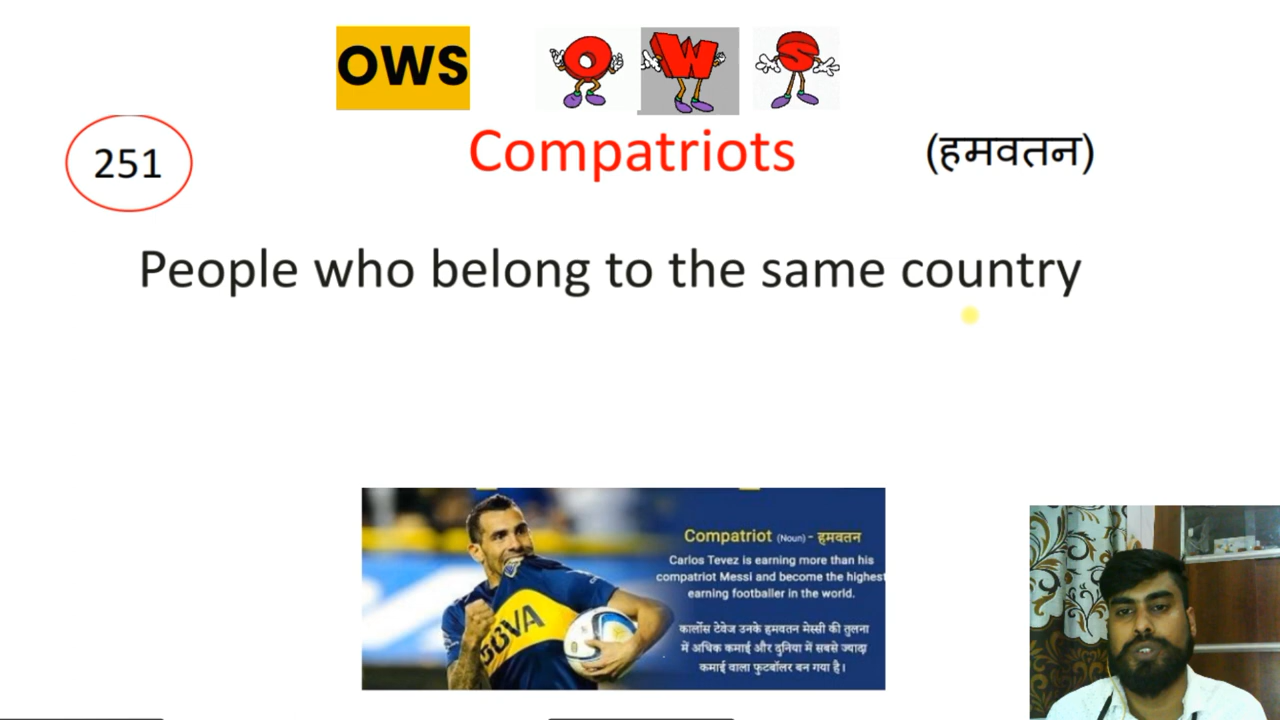 OWS
O W S
251
Compatriots
(हमवतन)
People who belong to the same country
BBVA
Compatriot (Noun) - हमवतन
Carlos Tevez is earning more than his
compatriot Messi and become the highest
earning footballer in the world.
कार्लोस टेवेज उनके हमवतन मेस्सी की तुलना
में अधिक कमाई और दुनिया में सबसे ज्यादा
कमाई वाला फुटबॉलर बन गया है।